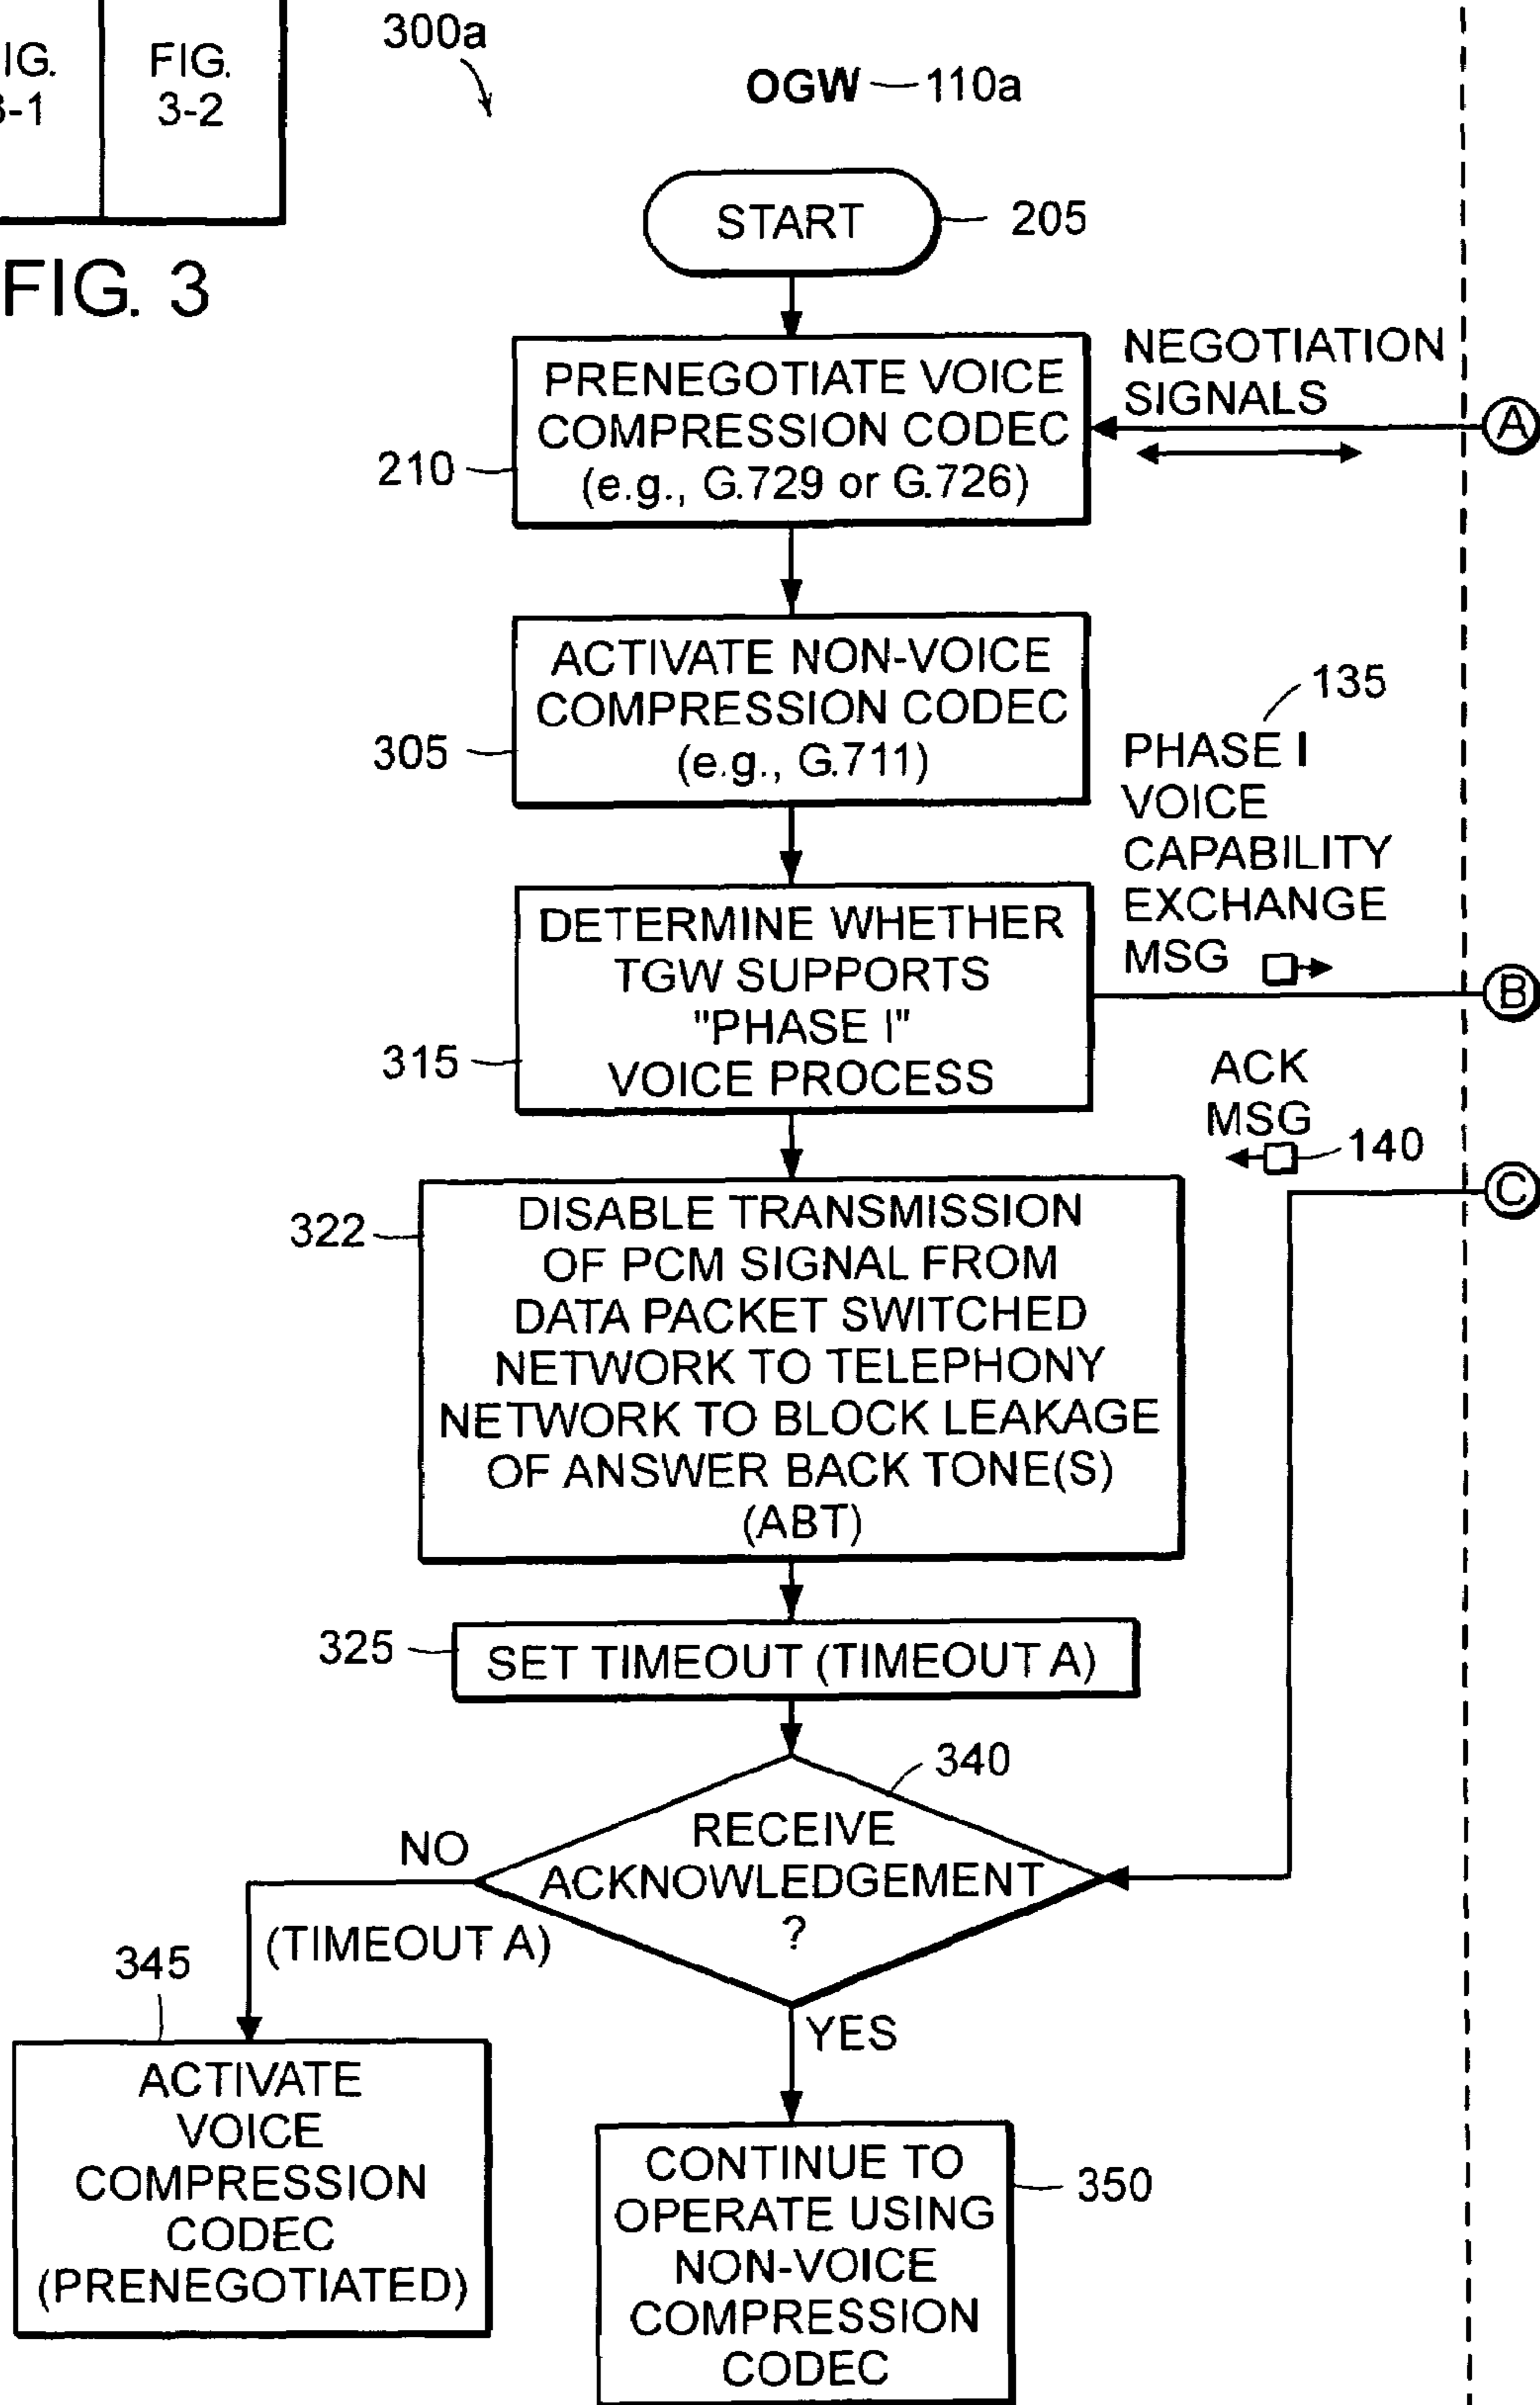 IG.
3-1
FIG.
3-2
FIG. 3
300a
OGW
110a
START
205
PRENEGOTIATE VOICE
COMPRESSION CODEC
(e.g., G.729 or G.726)
210
NEGOTIATION
SIGNALS
A
ACTIVATE NON-VOICE
COMPRESSION CODEC
(e.g., G.711)
305
135
PHASE I
VOICE
CAPABILITY
EXCHANGE
MSG
B
DETERMINE WHETHER
TGW SUPPORTS
"PHASE I"
VOICE PROCESS
315
ACK
MSG
140
C
322
DISABLE TRANSMISSION
OF PCM SIGNAL FROM
DATA PACKET SWITCHED
NETWORK TO TELEPHONY
NETWORK TO BLOCK LEAKAGE
OF ANSWER BACK TONE(S)
(ABT)
325
SET TIMEOUT (TIMEOUT A)
340
RECEIVE
ACKNOWLEDGEMENT
?
NO
(TIMEOUT A)
YES
345
ACTIVATE
VOICE
COMPRESSION
CODEC
(PRENEGOTIATED)
CONTINUE TO
OPERATE USING
NON-VOICE
COMPRESSION
CODEC
350